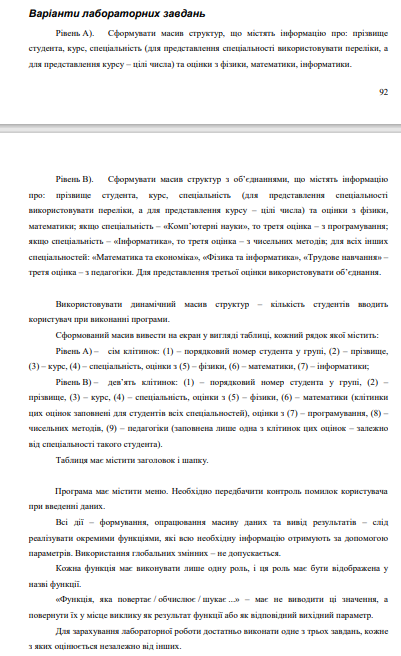 Варіанти лабораторних завдань
Рівень А). Сформувати масив структур, що містять інформацію про: прізвище
студента, курс, спеціальність (для представлення спеціальності використовувати переліки, а
для представлення курсу – цілі числа) та оцінки з фізики, математики, інформатики.
92
Рівень В). Сформувати масив структур з об’єднаннями, що містять інформацію
про: прізвище студента, курс, спеціальність (для представлення спеціальності
використовувати переліки, а для представлення курсу – цілі числа) та оцінки з фізики,
математики; якщо спеціальність – «Комп’ютерні науки», то третя оцінка – з програмування;
якщо спеціальність – «Інформатика», то третя оцінка – з чисельних методів; для всіх інших
спеціальностей: «Математика та економіка», «Фізика та інформатика», «Трудове навчання» –
третя оцінка – з педагогіки. Для представлення третьої оцінки використовувати об’єднання.
Використовувати динамічний масив структур – кількість студентів вводить
користувач при виконанні програми.
Сформований масив вивести на екран у вигляді таблиці, кожний рядок якої містить:
Рівень А) – сім клітинок: (1) – порядковий номер студента у групі, (2) – прізвище,
(3) – курс, (4) – спеціальність, оцінки з (5) – фізики, (6) – математики, (7) – інформатики;
Рівень В) – дев’ять клітинок: (1) – порядковий номер студента у групі, (2) –
прізвище, (3) – курс, (4) – спеціальність, оцінки з (5) – фізики, (6) – математики (клітинки
цих оцінок заповнені для студентів всіх спеціальностей), оцінки з (7) – програмування, (8) –
чисельних методів, (9) – педагогіки (заповнена лише одна з клітинок цих оцінок – залежно
від спеціальності такого студента).
Таблиця має містити заголовок і шапку.
Програма має містити меню. Необхідно передбачити контроль помилок користувача
при введенні даних.
Всі дії – формування, опрацювання масиву даних та вивід результатів – слід
реалізувати окремими функціями, які всю необхідну інформацію отримують за допомогою
параметрів. Використання глобальних змінних – не допускається.
Кожна функція має виконувати лише одну роль, і ця роль має бути відображена у
назві функції.
«Функція, яка повертає / обчислює / шукає ...» – має не виводити ці значення, а
повернути їх у місце виклику як результат функції або як відповідний вихідний параметр.
Для зарахування лабораторної роботи достатньо виконати одне з трьох завдань, кожне
з яких оцінюється незалежно від інших.